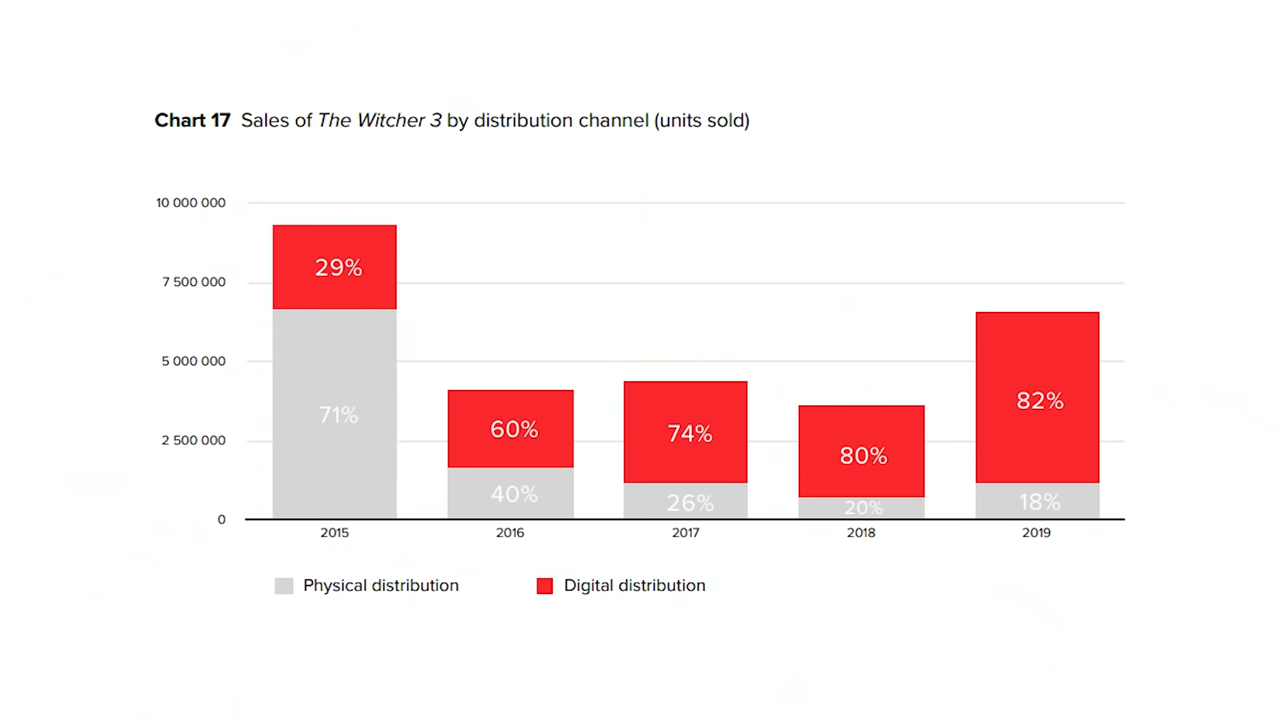 Chart 17 Sales of The Witcher 3 by distribution channel (units sold)
10 000 000
7 500 000
5 000 000
2 500 000
0
29%
71%
60%
40%
74%
26%
80%
20%
82%
18%
2015 2016 2017 2018 2019
Physical distribution Digital distribution